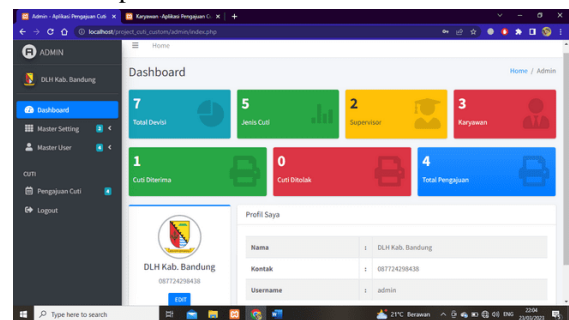 Admin - Aplikasi Pengajuan Cuti
Karyawan -Aplikasi Pengajuan C
localhost/project_cuti_custom/admin/index.php
ADMIN
Home
DLH Kab. Bandung
Dashboard
Home / Admin
Dashboard
Master Setting
Master User
CUTI
Pengajuan Cuti
Logout
7
Total Devisi
5
Jenis Cuti
2
Supervisor
3
Karyawan
1
Cuti Diterima
0
Cuti Ditolak
4
Total Pengajuan
DLH Kab. Bandung
087724298438
EDIT
Profil Saya
Nama : DLH Kab. Bandung
Kontak : 087724298438
Username : admin
Type here to search
21°C Berawan
ENG
22:04
23/03/2023